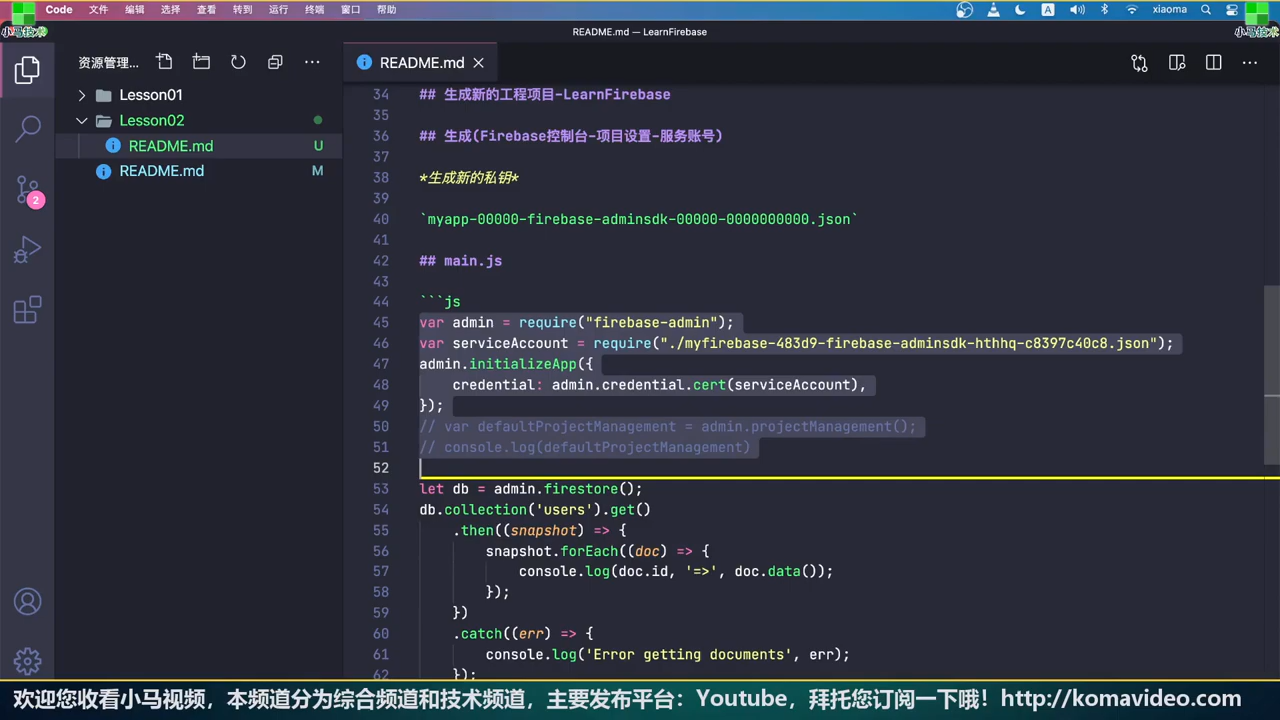 Code 文件 编辑 选择 查看 转到 终端 运行 窗口 帮助 A xiaoma
小马技术
README.md — LearnFirebase
小马技术
资源管理...
README.md
Lesson01
Lesson02
README.md U
README.md M
2
34 ## 生成新的工程项目-LearnFirebase
35
36 ## 生成(Firebase控制台-项目设置-服务账号)
37
38 *生成新的私钥*
39
40 `myapp-00000-firebase-adminsdk-00000-0000000000.json`
41
42 ## main.js
43
44 ```js
45 var admin = require("firebase-admin");
46 var serviceAccount = require("./myfirebase-483d9-firebase-adminsdk-hthhq-c8397c40c8.json");
47 admin.initializeApp({
48 credential: admin.credential.cert(serviceAccount),
49 });
50 // var defaultProjectManagement = admin.projectManagement();
51 // console.log(defaultProjectManagement)
52
53 let db = admin.firestore();
54 db.collection('users').get()
55 .then((snapshot) => {
56 snapshot.forEach((doc) => {
57 console.log(doc.id, '=>', doc.data());
58 });
59 })
60 .catch((err) => {
61 console.log('Error getting documents', err);
62 });
欢迎您收看小马视频，本频道分为综合频道和技术频道，主要发布平台：Youtube，拜托您订阅一下哦！http://komavideo.com